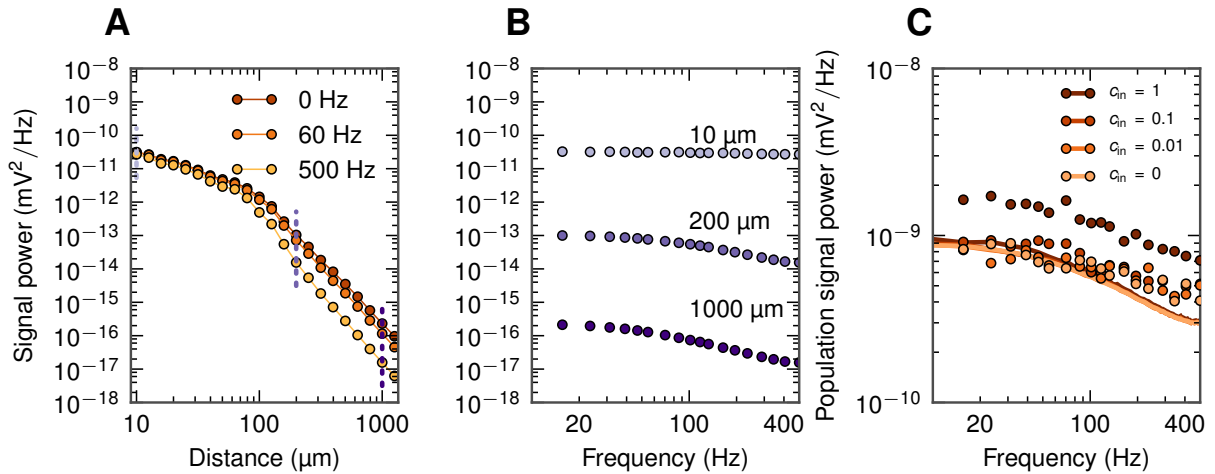 A
B
C
Signal power (mV²/Hz)
10⁻⁸
10⁻⁹
10⁻¹⁰
10⁻¹¹
10⁻¹²
10⁻¹³
10⁻¹⁴
10⁻¹⁵
10⁻¹⁶
10⁻¹⁷
10⁻¹⁸
0 Hz
60 Hz
500 Hz
10
100
1000
Distance (µm)
10⁻⁸
10⁻⁹
10⁻¹⁰
10⁻¹¹
10⁻¹²
10⁻¹³
10⁻¹⁴
10⁻¹⁵
10⁻¹⁶
10⁻¹⁷
10⁻¹⁸
10 µm
200 µm
1000 µm
20
100
400
Frequency (Hz)
Population signal power (mV²/Hz)
10⁻⁸
10⁻⁹
10⁻¹⁰
c_in = 1
c_in = 0.1
c_in = 0.01
c_in = 0
20
100
400
Frequency (Hz)